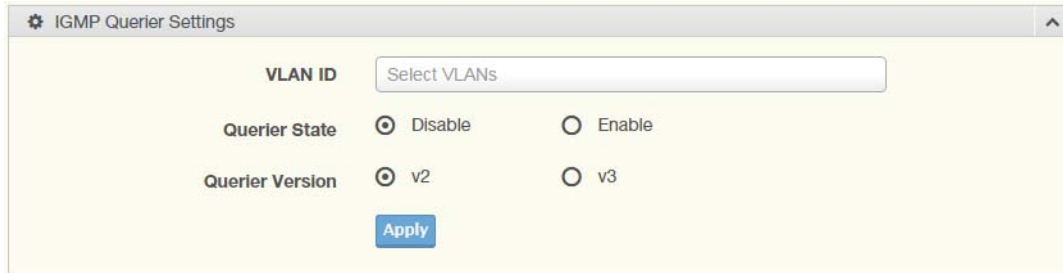 IGMP Querier Settings
VLAN ID Select VLANs
Querier State Disable Enable
Querier Version v2 v3
Apply